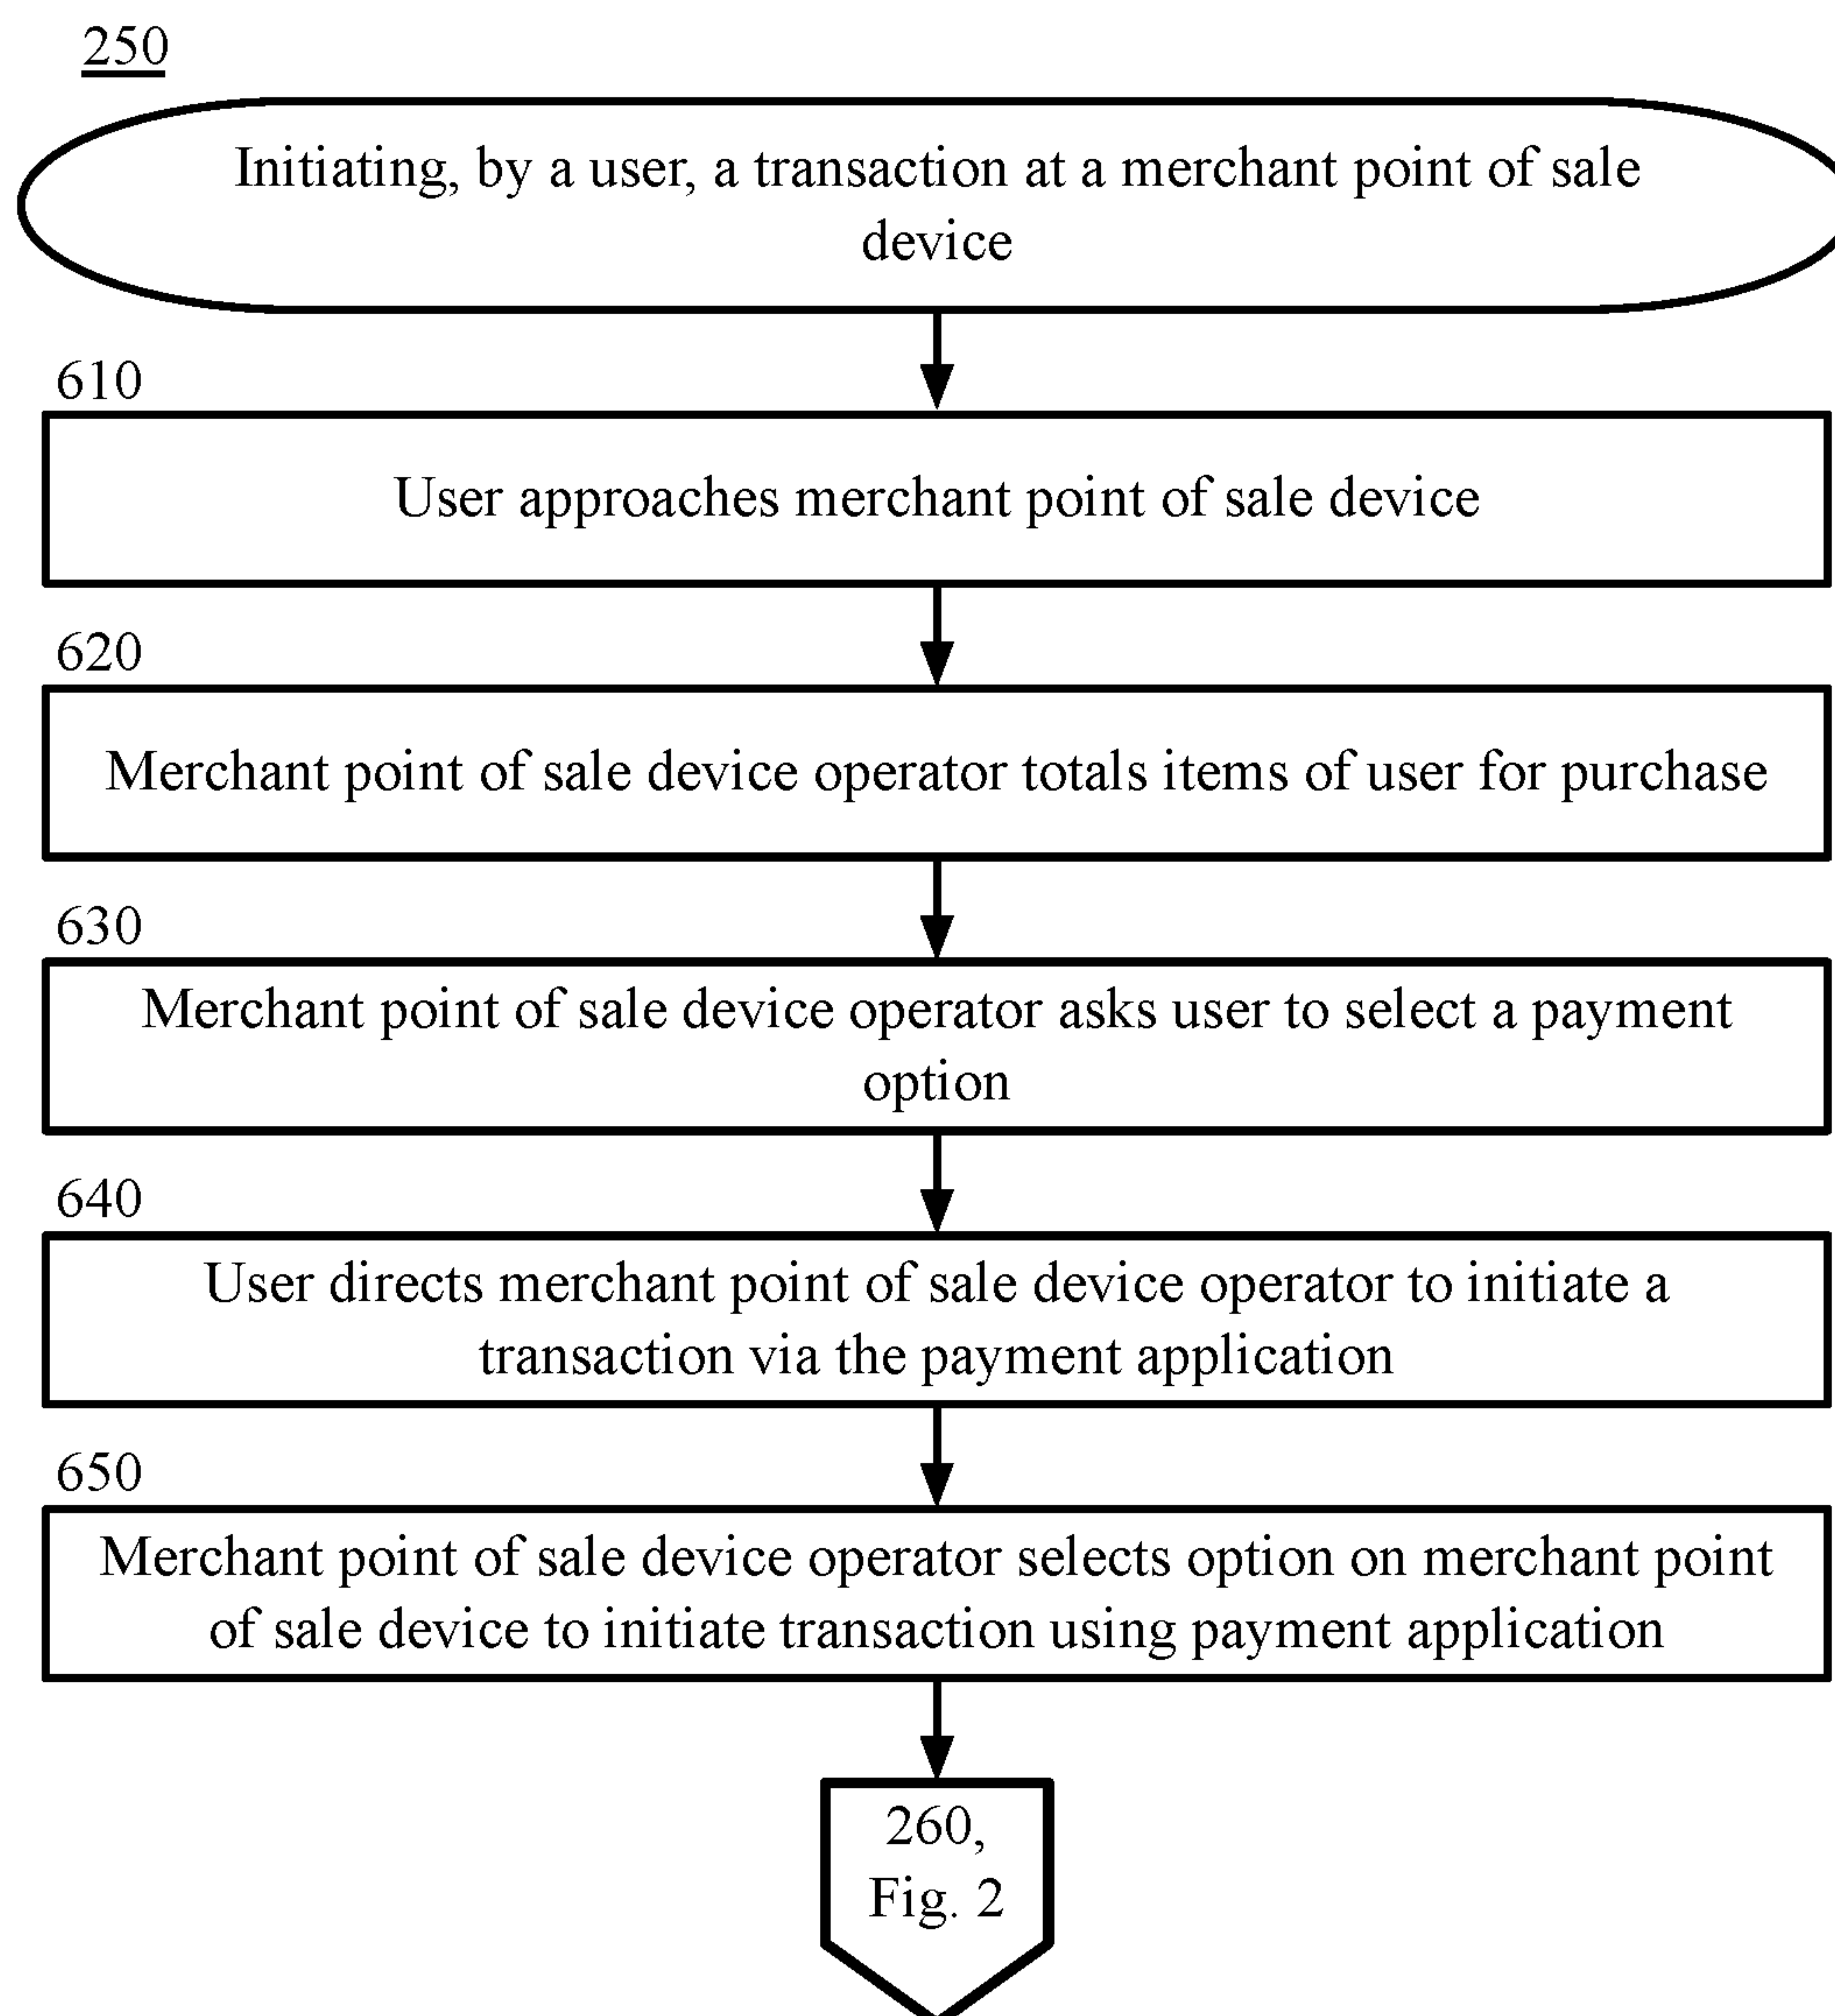 250
Initiating, by a user, a transaction at a merchant point of sale
device
610
User approaches merchant point of sale device
620
Merchant point of sale device operator totals items of user for purchase
630
Merchant point of sale device operator asks user to select a payment
option
640
User directs merchant point of sale device operator to initiate a
transaction via the payment application
650
Merchant point of sale device operator selects option on merchant point
of sale device to initiate transaction using payment application
260,
Fig. 2